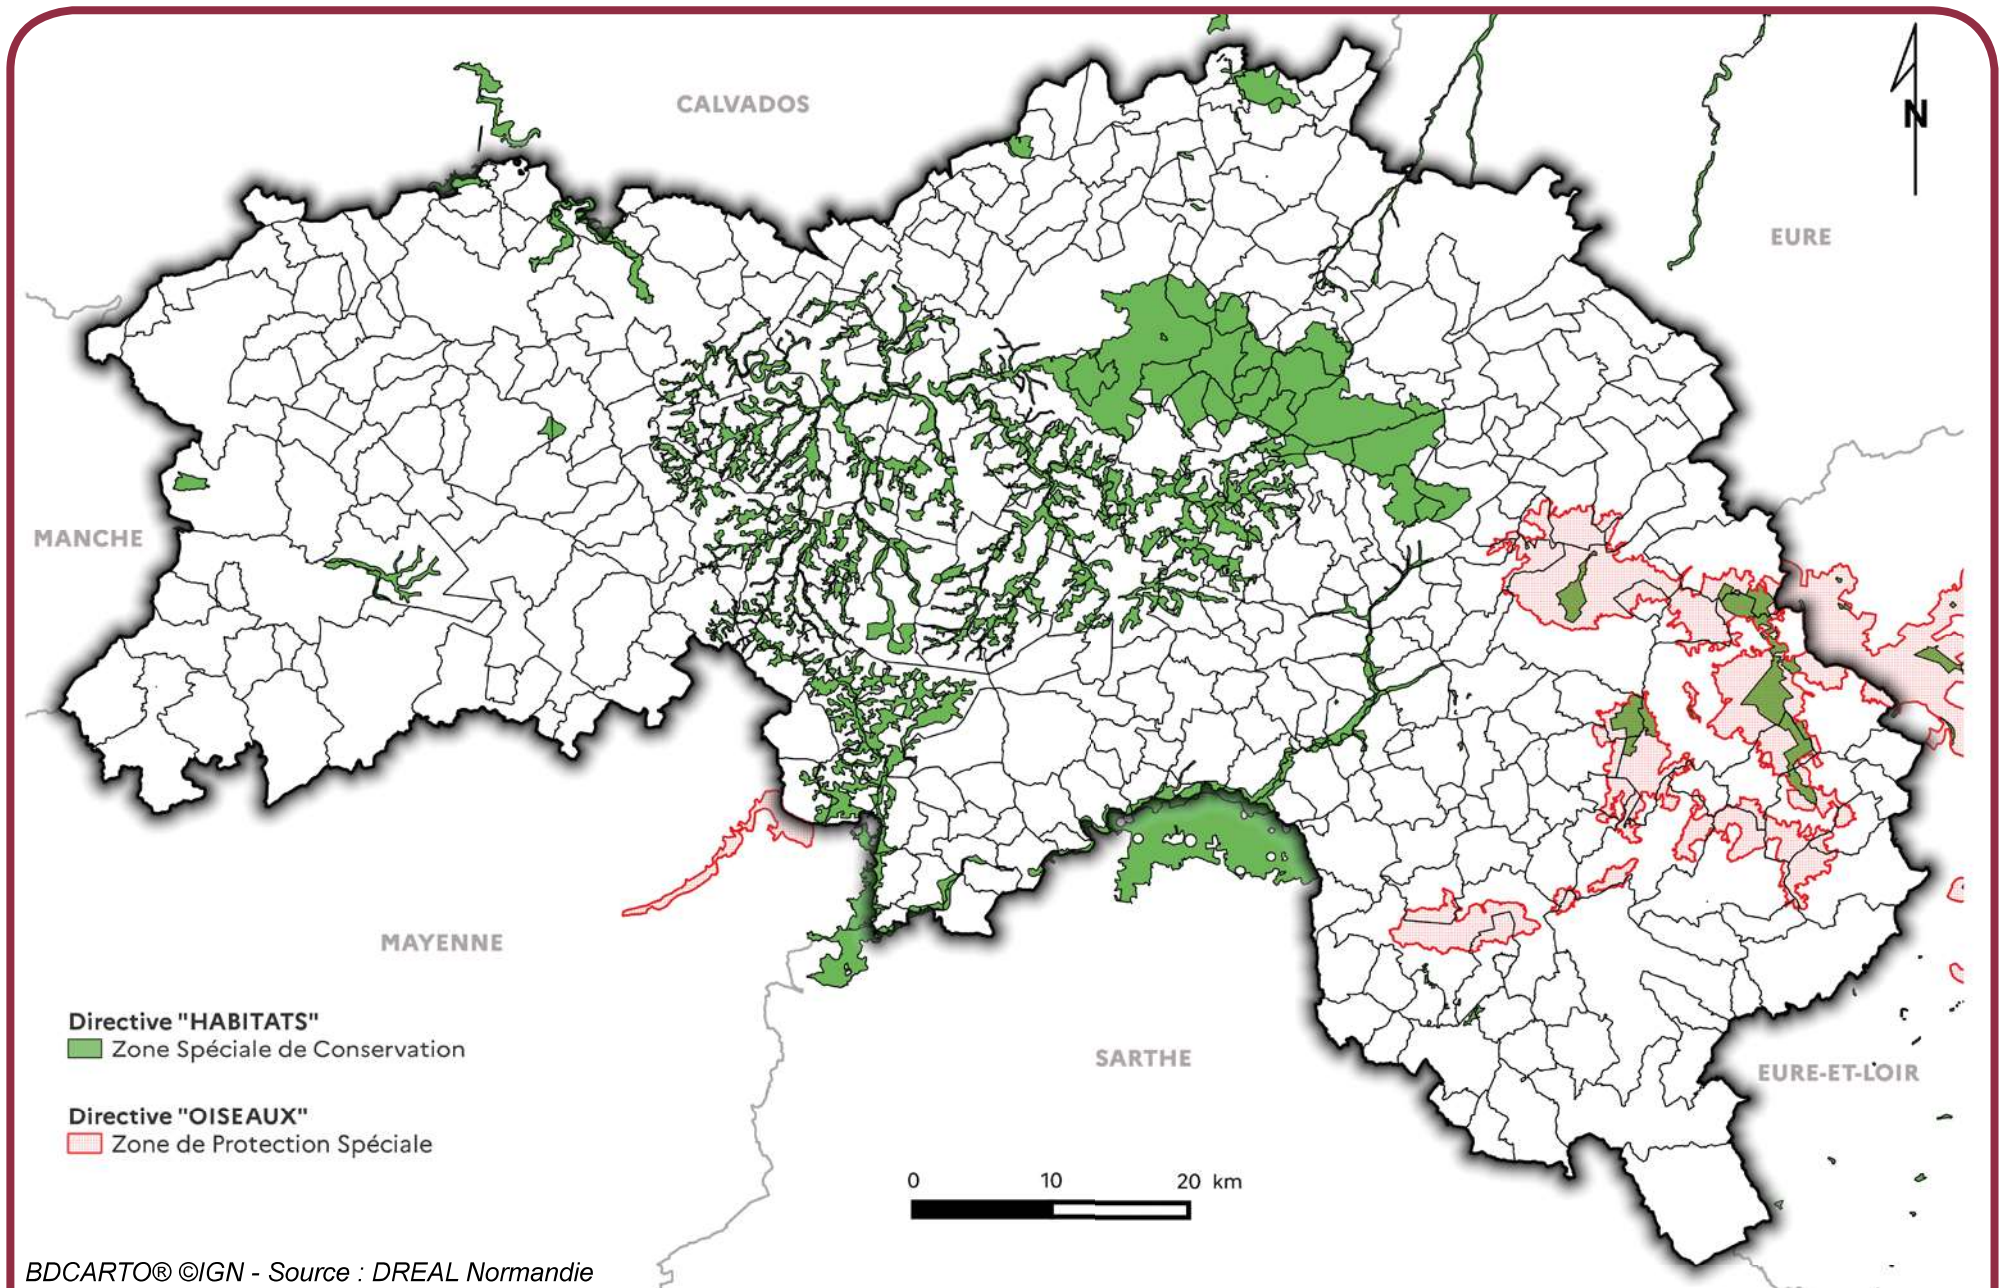 CALVADOS
N
EURE
MANCHE
MAYENNE
Directive "HABITATS"
Zone Spéciale de Conservation
SARTHE
EURE-ET-LOIR
Directive "OISEAUX"
Zone de Protection Spéciale
0 10 20 km
BDCARTO® ©IGN - Source : DREAL Normandie